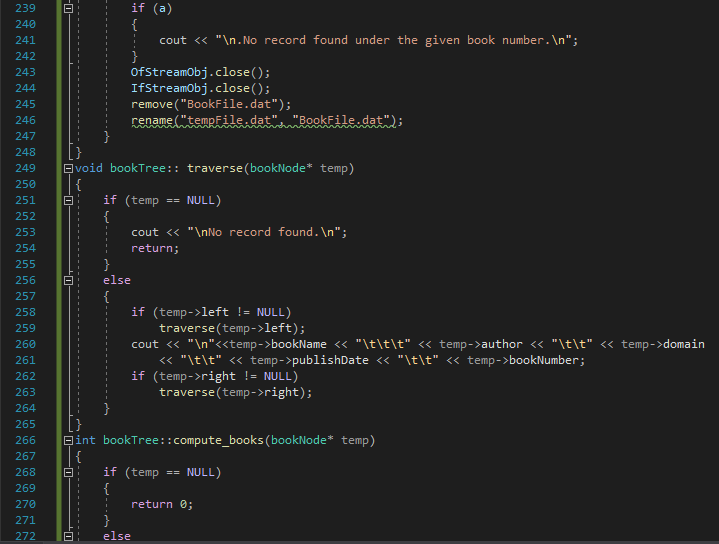 239 if (a)
240 {
241 cout << "\n.No record found under the given book number.\n";
242 }
243 OfStreamObj.close();
244 IfStreamObj.close();
245 remove("BookFile.dat");
246 rename("tempFile.dat", "BookFile.dat");
247 }
248 }
249 void bookTree:: traverse(bookNode* temp)
250 {
251 if (temp == NULL)
252 {
253 cout << "\nNo record found.\n";
254 return;
255 }
256 else
257 {
258 if (temp->left != NULL)
259 traverse(temp->left);
260 cout << "\n"<<temp->bookName << "\t\t\t" << temp->author << "\t\t" << temp->domain
261 << "\t\t" << temp->publishDate << "\t\t" << temp->bookNumber;
262 if (temp->right != NULL)
263 traverse(temp->right);
264 }
265 }
266 int bookTree::compute_books(bookNode* temp)
267 {
268 if (temp == NULL)
269 {
270 return 0;
271 }
272 else